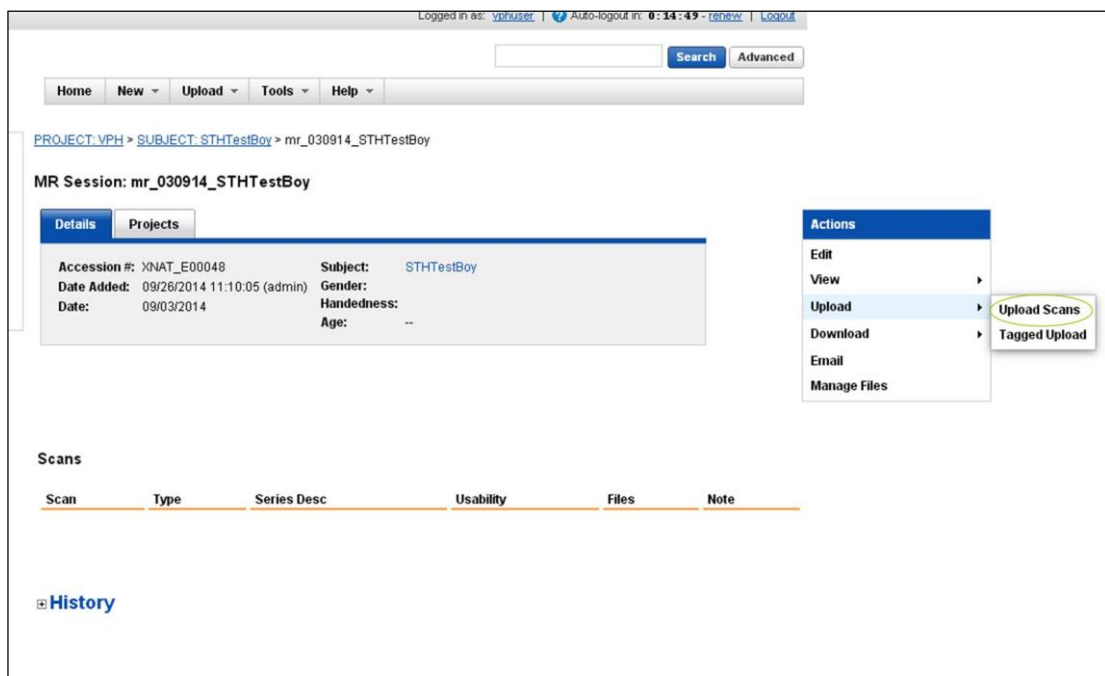 Logged in as: vphuser | Auto-logout in: 0:14:49 - renew | Logout
Search Advanced
Home New Upload Tools Help
PROJECT: VPH > SUBJECT: STHTestBoy > mr_030914_STHTestBoy
MR Session: mr_030914_STHTestBoy
Details Projects
Accession #: XNAT_E00048 Subject: STHTestBoy
Date Added: 09/26/2014 11:10:05 (admin) Gender:
Date: 09/03/2014 Handedness:
Age: --
Actions
Edit
View
Upload
Upload Scans
Download
Tagged Upload
Email
Manage Files
Scans
Scan Type Series Desc Usability Files Note
History